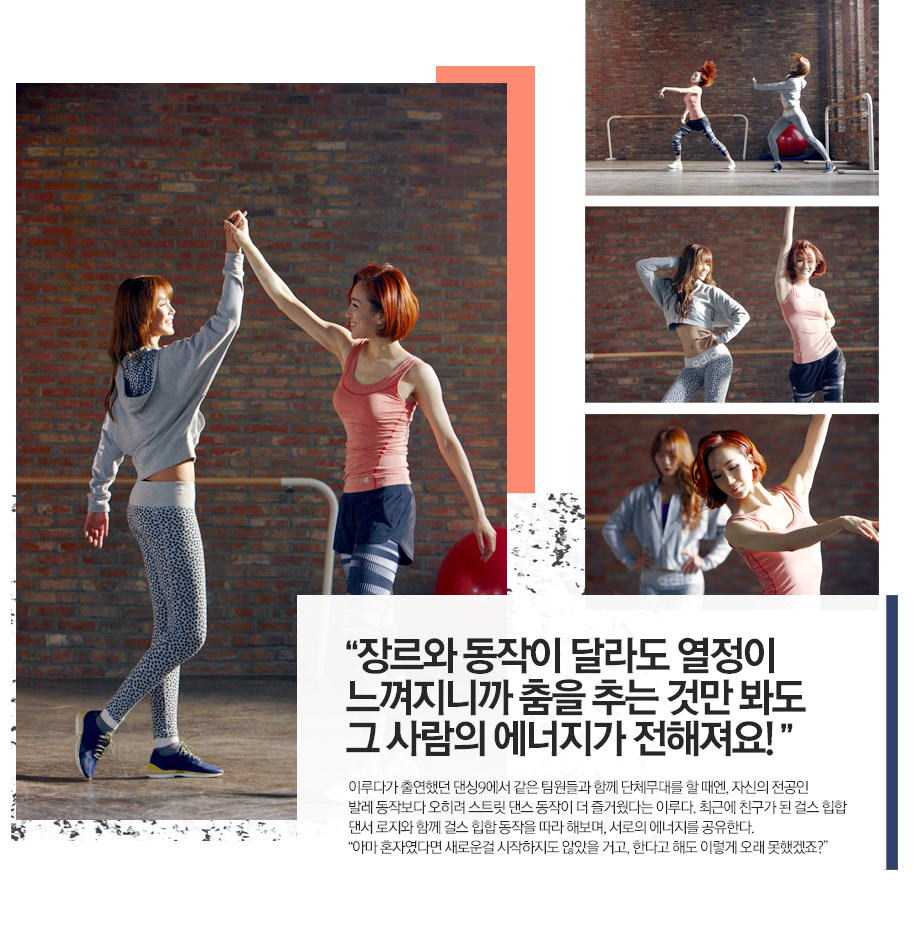 adid
adid
“장르와 동작이 달라도 열정이
느껴지니까 춤을 추는 것만 봐도
그 사람의 에너지가 전해져요! ”
이루다가 출연했던 댄싱9에서 같은 팀원들과 함께 단체무대를 할 때엔, 자신의 전공인
발레 동작보다 오히려 스트릿 댄스 동작이 더 즐거웠다는 이루다. 최근에 친구가 된 걸스 힙합
댄서 로지와 함께 걸스 힙합 동작을 따라 해보며, 서로의 에너지를 공유한다.
“아마 혼자였다면 새로운걸 시작하지도 않았을 거고, 한다고 해도 이렇게 오래 못했겠죠?”